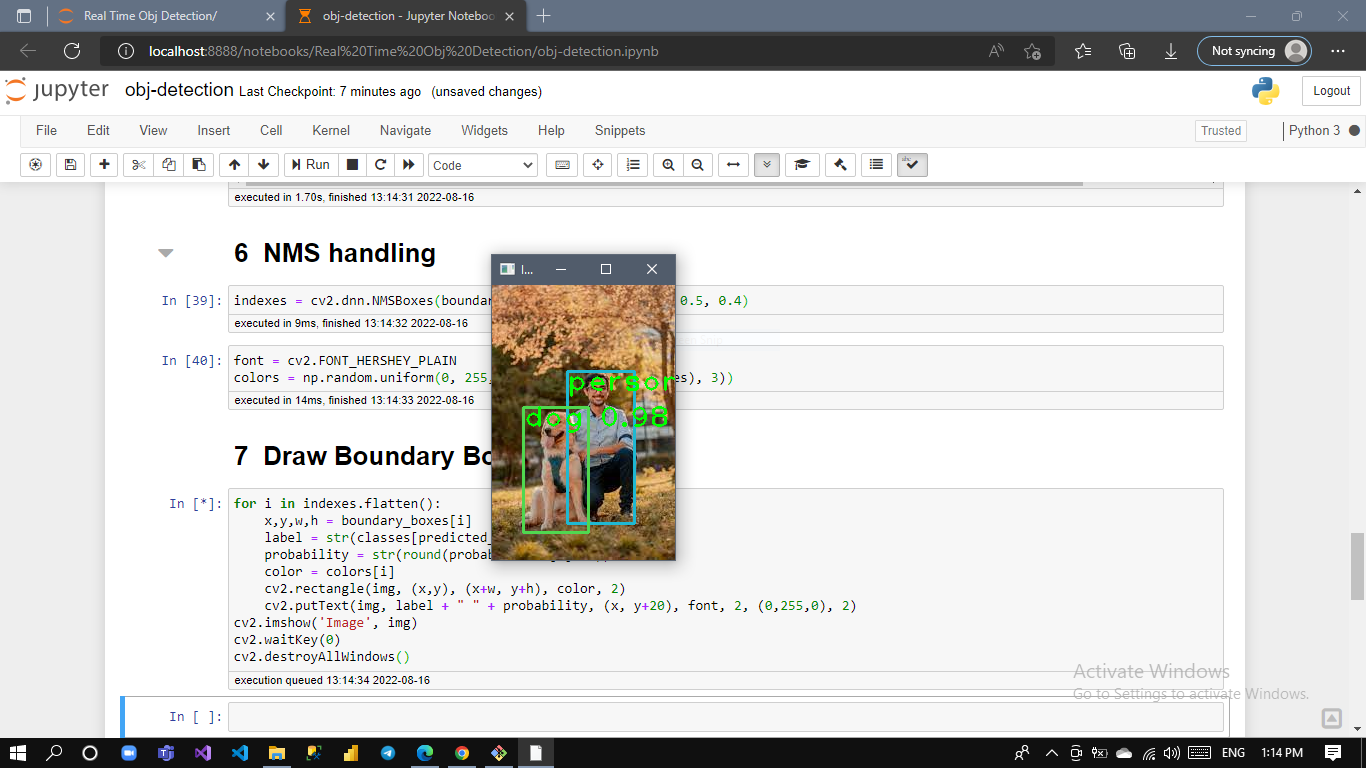 Real Time Obj Detection/
obj-detection - Jupyter Noteboo
localhost:8888/notebooks/Real%20Time%20Obj%20Detection/obj-detection.ipynb
Not syncing
jupyter obj-detection Last Checkpoint: 7 minutes ago (unsaved changes)
Logout
File Edit View Insert Cell Kernel Navigate Widgets Help Snippets
Trusted
Python 3
Run
Code
executed in 1.70s, finished 13:14:31 2022-08-16
6 NMS handling
I...
In [39]: indexes = cv2.dnn.NMSBoxes(boundar 0.5, 0.4)
executed in 9ms, finished 13:14:32 2022-08-16
In [40]: font = cv2.FONT_HERSHEY_PLAIN
colors = np.random.uniform(0, 255, es), 3))
executed in 14ms, finished 13:14:33 2022-08-16
person
dog 0.98
7 Draw Boundary Bo
In [*]: for i in indexes.flatten():
x,y,w,h = boundary_boxes[i]
label = str(classes[predicted_
probability = str(round(probab
color = colors[i]
cv2.rectangle(img, (x,y), (x+w, y+h), color, 2)
cv2.putText(img, label + " " + probability, (x, y+20), font, 2, (0,255,0), 2)
cv2.imshow('Image', img)
cv2.waitKey(0)
cv2.destroyAllWindows()
execution queued 13:14:34 2022-08-16
Activate Windows
Go to Settings to activate Windows.
In [ ]:
ENG
1:14 PM